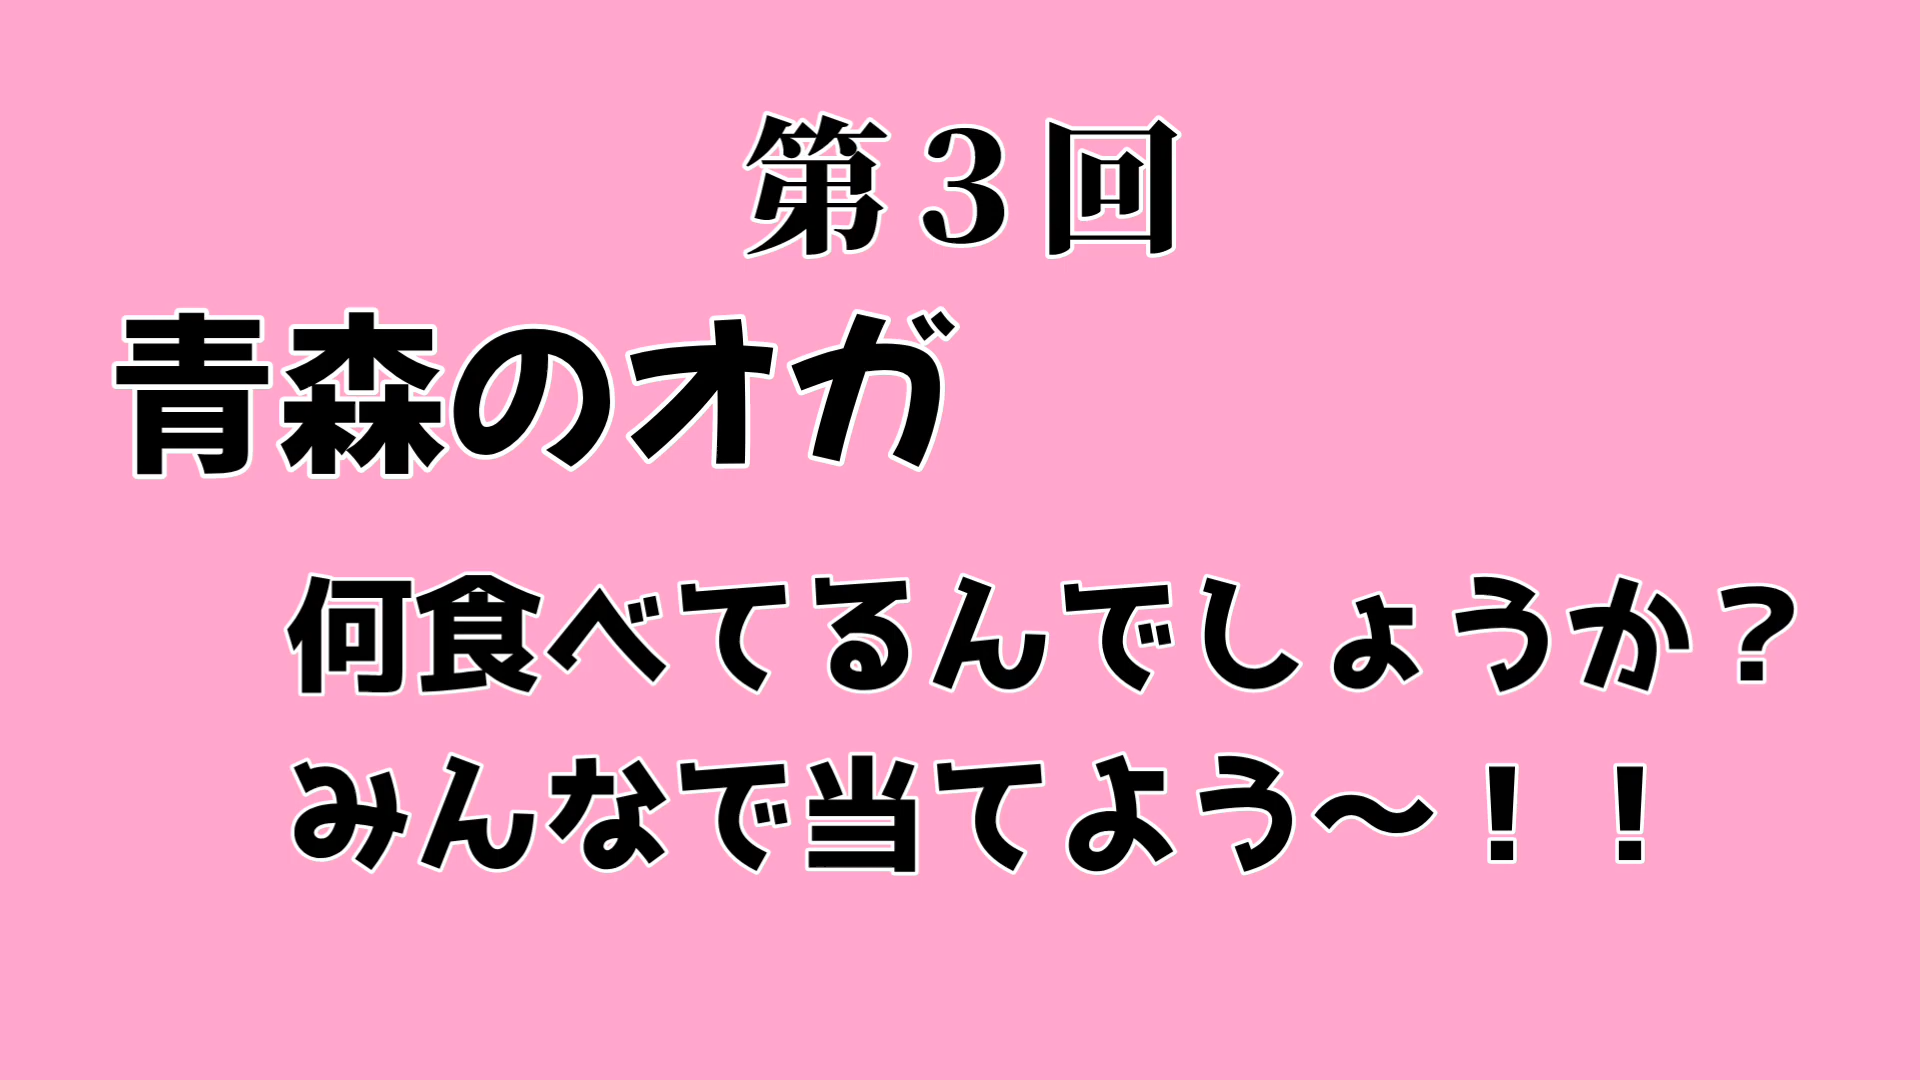 第３回
青森のオガ
何食べてるんでしょうか？
みんなで当てよう～！！